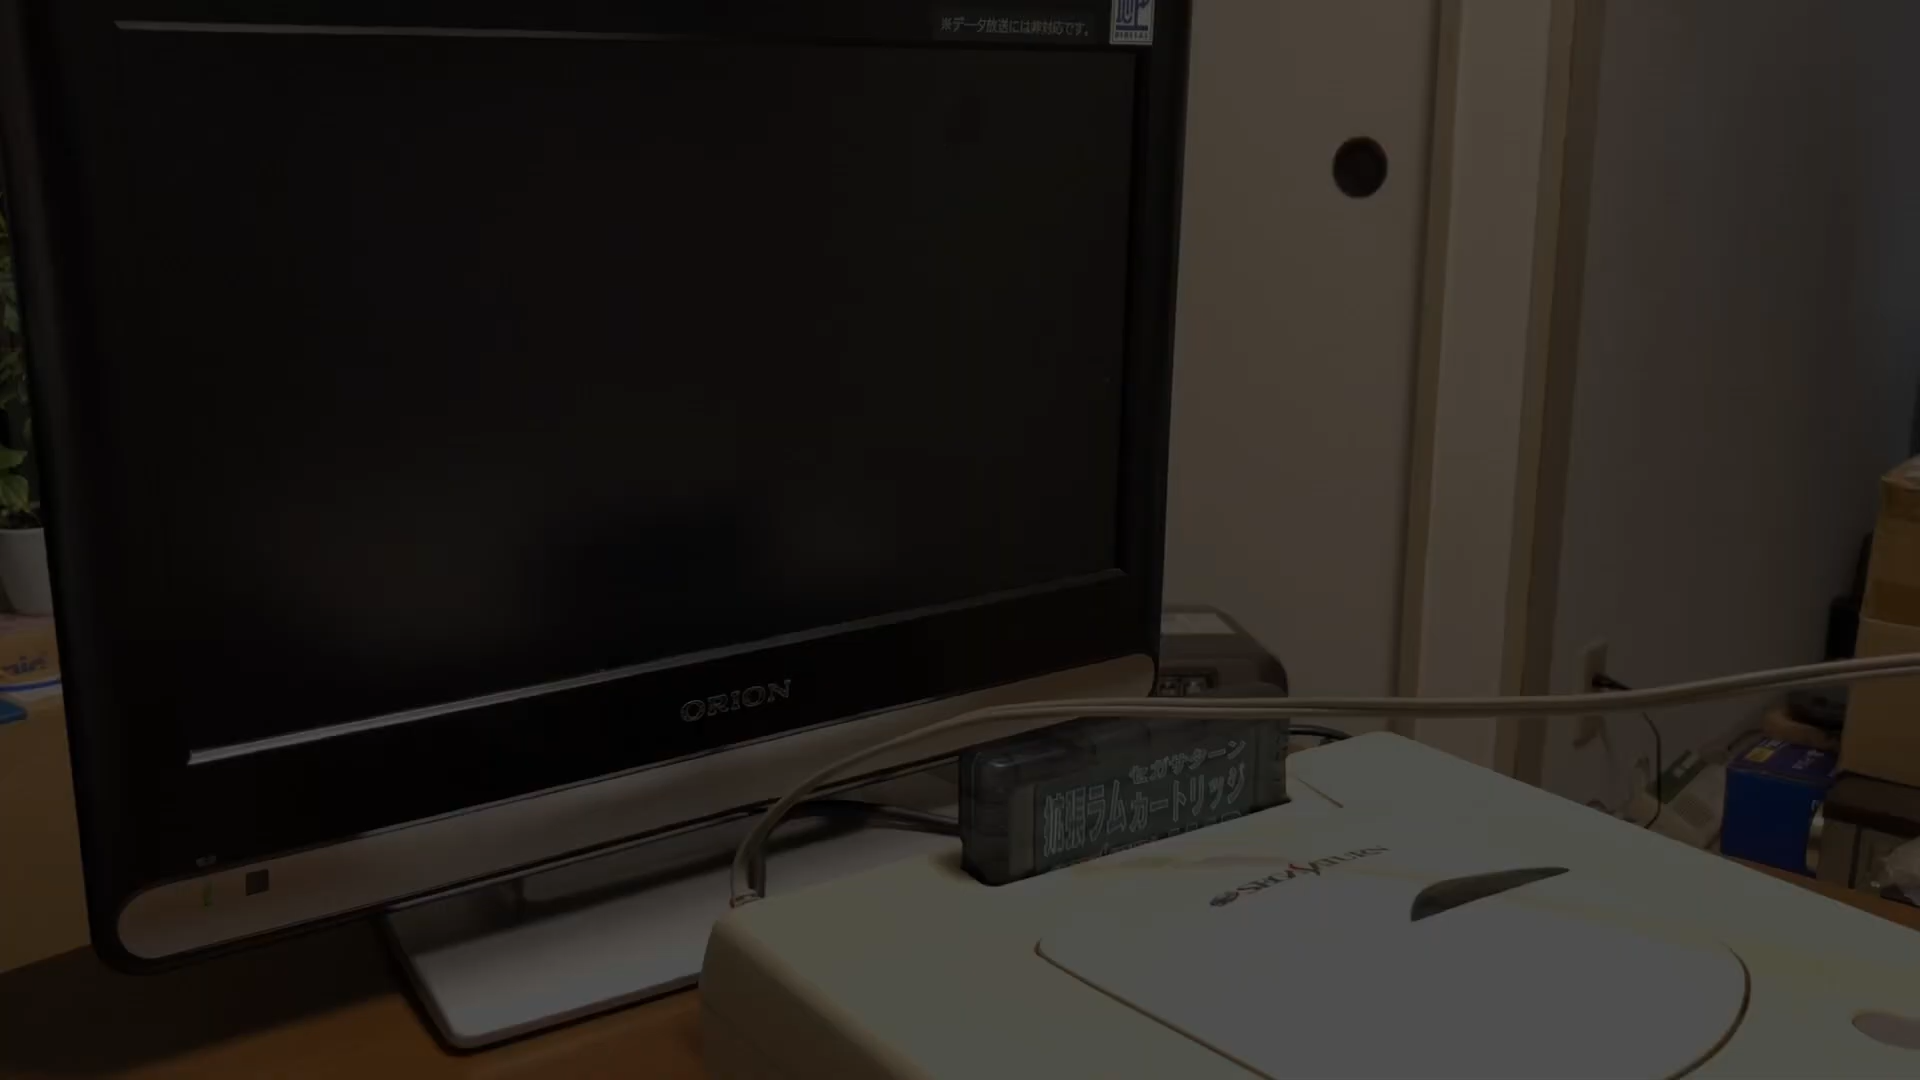 ※データ放送には非対応です。
DIGITAL
ORION
セガサターン
拡張ラムカートリッジ
SEGA SATURN